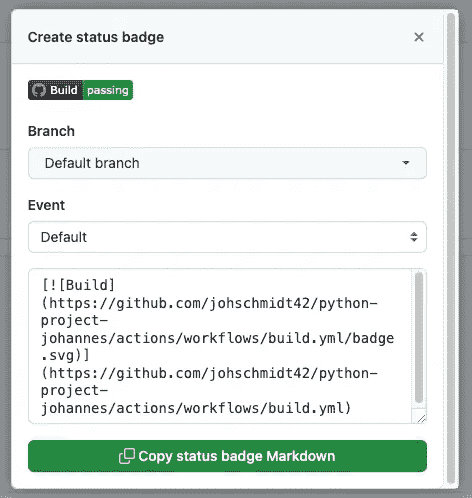 Create status badge
Build passing
Branch
Default branch
Event
Default
[![Build]
(https://github.com/johschmidt42/python-
project-
johannes/actions/workflows/build.yml/badge
.svg)]
(https://github.com/johschmidt42/python-
project-
johannes/actions/workflows/build.yml)
Copy status badge Markdown